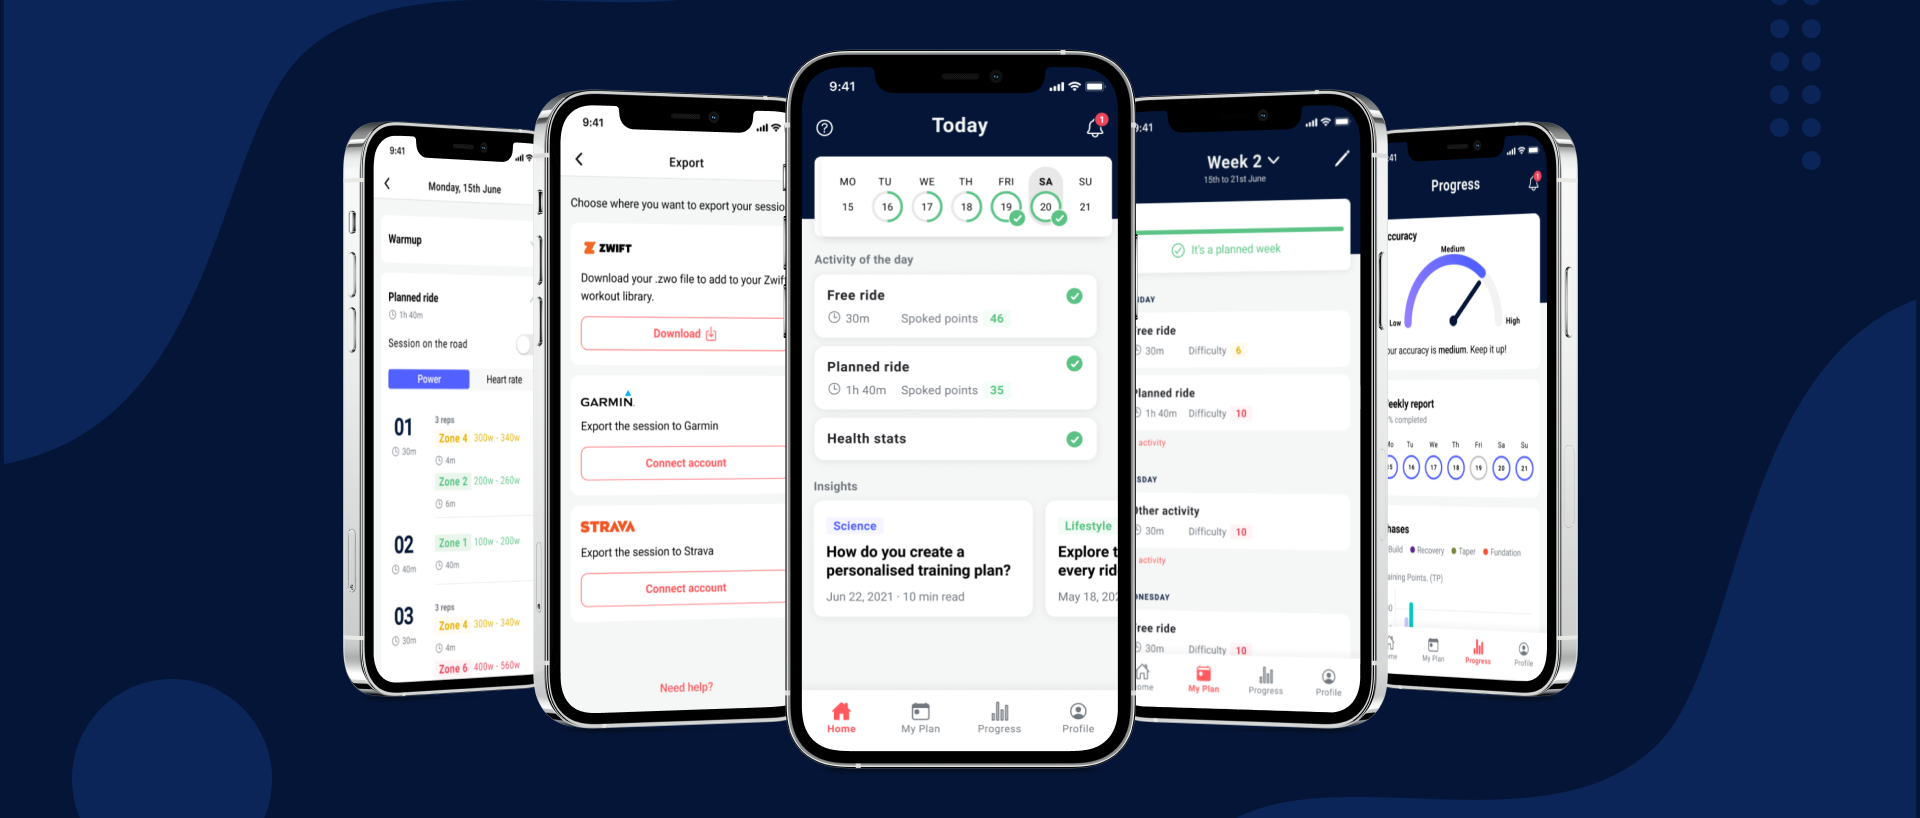 9:41
Monday, 15th June
Warmup
Planned ride
1h 40m
Session on the road
Power
Heart rate
01
30m
3 reps
Zone 4 300w - 340w
4m
Zone 2 200w - 260w
6m
02
40m
Zone 1 100w - 200w
40m
03
30m
3 reps
Zone 4 300w - 340w
4m
Zone 6 400w - 560w
9:41
Export
Choose where you want to export your sessio
ZWIFT
Download your .zwo file to add to your Zwif
workout library.
Download
GARMIN
Export the session to Garmin
Connect account
STRAVA
Export the session to Strava
Connect account
Need help?
9:41
Today
1
MO TU WE TH FRI SA SU
15 16 17 18 19 20 21
Activity of the day
Free ride
30m Spoked points 46
Planned ride
1h 40m Spoked points 35
Health stats
Insights
Science
How do you create a
personalised training plan?
Jun 22, 2021 · 10 min read
Lifestyle
Explore t
every rid
May 18, 202
Home
My Plan
Progress
Profile
9:41
Week 2
15th to 21st June
It's a planned week
IDAY
ree ride
30m Difficulty 6
Planned ride
1h 40m Difficulty 10
activity
SDAY
Other activity
30m Difficulty 10
activity
DNESDAY
ree ride
30m Difficulty 10
ome
My Plan
Progress
Profile
41
Progress
1
ccuracy
Medium
Low
High
our accuracy is medium. Keep it up!
eekly report
% completed
Mo Tu We Th Fri Sa Su
15 16 17 18 19 20 21
hases
Build Recovery Taper Fundation
aining Points. (TP)
ome
My Plan
Progress
Profile